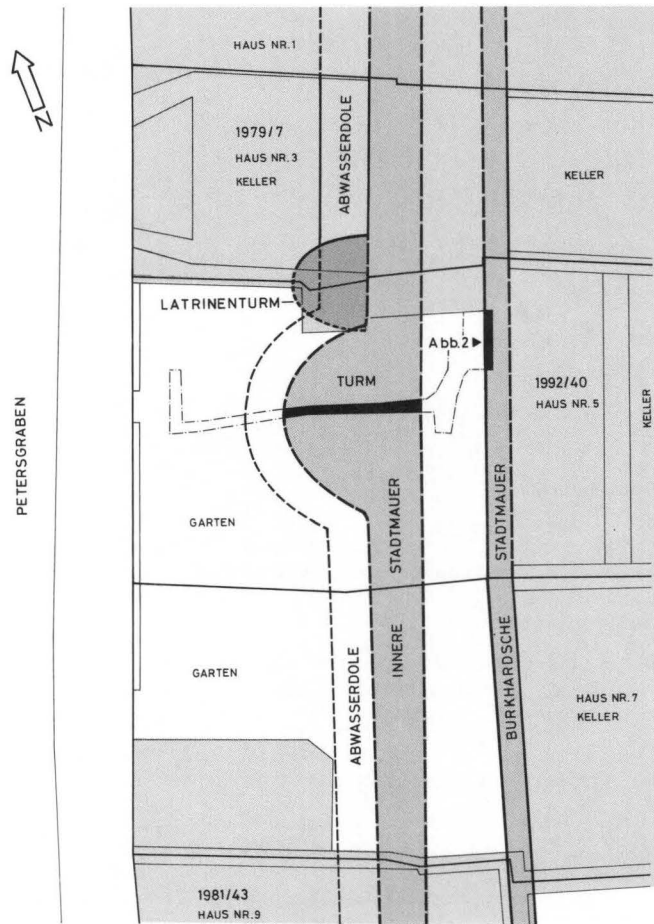 HAUS NR.1
N
1979/7
HAUS NR.3
KELLER
ABWASSERDOLE
KELLER
LATRINENTURM
Abb.2
TURM
1992/40
HAUS NR.5
KELLER
PETERSGRABEN
GARTEN
STADTMAUER
STADTMAUER
GARTEN
INNERE
BURKHARDSCHE
ABWASSERDOLE
HAUS NR.7
KELLER
1981/43
HAUS NR.9